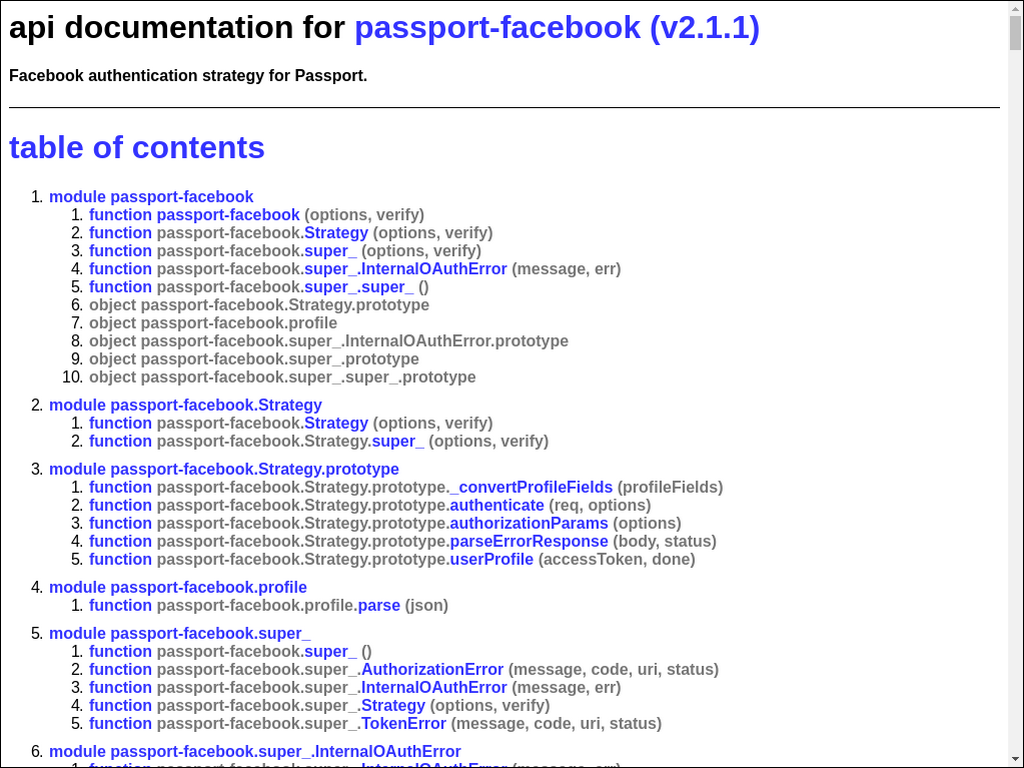 api documentation for passport-facebook (v2.1.1)
Facebook authentication strategy for Passport.
table of contents
1. module passport-facebook
1. function passport-facebook (options, verify)
2. function passport-facebook.Strategy (options, verify)
3. function passport-facebook.super_ (options, verify)
4. function passport-facebook.super_.InternalOAuthError (message, err)
5. function passport-facebook.super_.super_ ()
6. object passport-facebook.Strategy.prototype
7. object passport-facebook.profile
8. object passport-facebook.super_.InternalOAuthError.prototype
9. object passport-facebook.super_.prototype
10. object passport-facebook.super_.super_.prototype
2. module passport-facebook.Strategy
1. function passport-facebook.Strategy (options, verify)
2. function passport-facebook.Strategy.super_ (options, verify)
3. module passport-facebook.Strategy.prototype
1. function passport-facebook.Strategy.prototype._convertProfileFields (profileFields)
2. function passport-facebook.Strategy.prototype.authenticate (req, options)
3. function passport-facebook.Strategy.prototype.authorizationParams (options)
4. function passport-facebook.Strategy.prototype.parseErrorResponse (body, status)
5. function passport-facebook.Strategy.prototype.userProfile (accessToken, done)
4. module passport-facebook.profile
1. function passport-facebook.profile.parse (json)
5. module passport-facebook.super_
1. function passport-facebook.super_ ()
2. function passport-facebook.super_.AuthorizationError (message, code, uri, status)
3. function passport-facebook.super_.InternalOAuthError (message, err)
4. function passport-facebook.super_.Strategy (options, verify)
5. function passport-facebook.super_.TokenError (message, code, uri, status)
6. module passport-facebook.super_.InternalOAuthError
1. function passport-facebook.super_.InternalOAuthError (message, err)